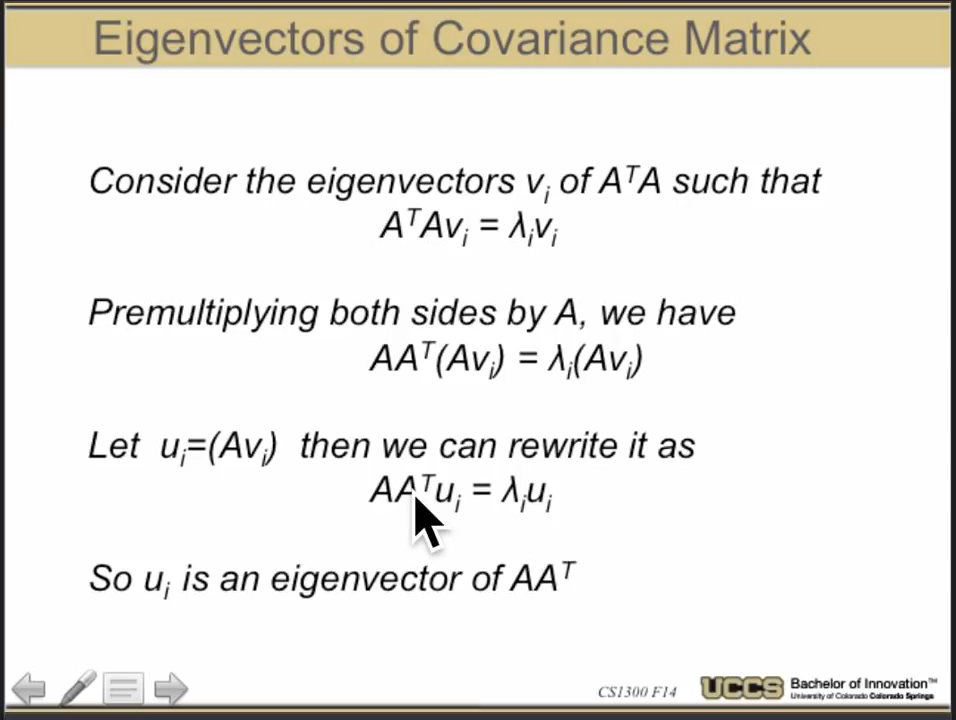 Eigenvectors of Covariance Matrix
Consider the eigenvectors vᵢ of AᵀA such that
AᵀAvᵢ = λᵢvᵢ
Premultiplying both sides by A, we have
AAᵀ(Avᵢ) = λᵢ(Avᵢ)
Let uᵢ=(Avᵢ) then we can rewrite it as
AAᵀuᵢ = λᵢuᵢ
So uᵢ is an eigenvector of AAᵀ
CS1300 F14
UCCS
Bachelor of Innovation™
University of Colorado Colorado Springs